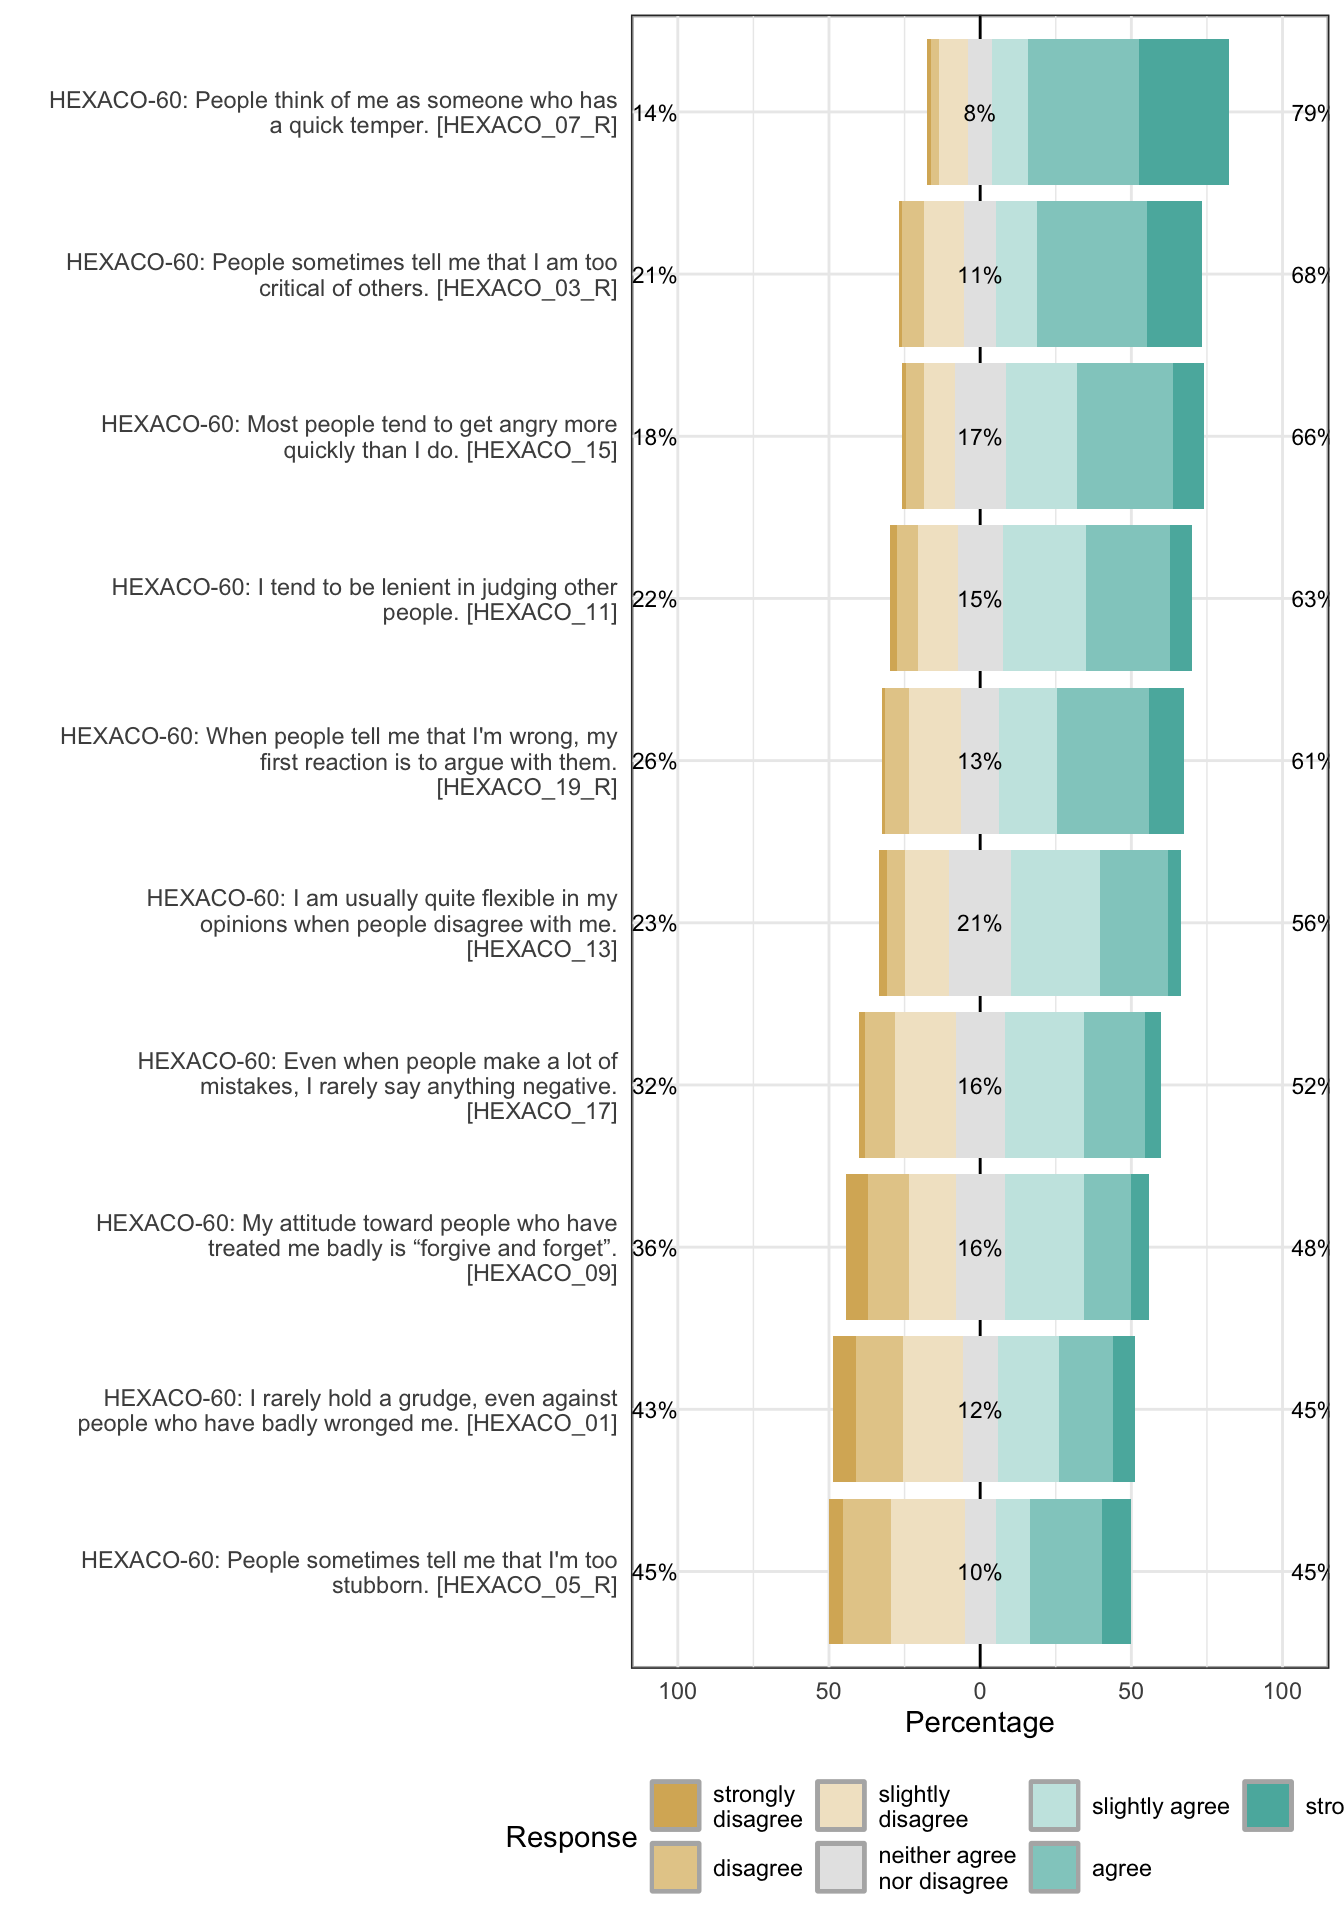 HEXACO-60: People think of me as someone who has
a quick temper. [HEXACO_07_R]
14%
8%
79%
HEXACO-60: People sometimes tell me that I am too
critical of others. [HEXACO_03_R]
21%
11%
68%
HEXACO-60: Most people tend to get angry more
quickly than I do. [HEXACO_15]
18%
17%
66%
HEXACO-60: I tend to be lenient in judging other
people. [HEXACO_11]
22%
15%
63%
HEXACO-60: When people tell me that I'm wrong, my
first reaction is to argue with them.
[HEXACO_19_R]
26%
13%
61%
HEXACO-60: I am usually quite flexible in my
opinions when people disagree with me.
[HEXACO_13]
23%
21%
56%
HEXACO-60: Even when people make a lot of
mistakes, I rarely say anything negative.
[HEXACO_17]
32%
16%
52%
HEXACO-60: My attitude toward people who have
treated me badly is “forgive and forget”.
[HEXACO_09]
36%
16%
48%
HEXACO-60: I rarely hold a grudge, even against
people who have badly wronged me. [HEXACO_01]
43%
12%
45%
HEXACO-60: People sometimes tell me that I'm too
stubborn. [HEXACO_05_R]
45%
10%
45%
100 50 0 50 100
Percentage
Response
strongly
disagree
disagree
slightly
disagree
neither agree
nor disagree
slightly agree
agree
stro